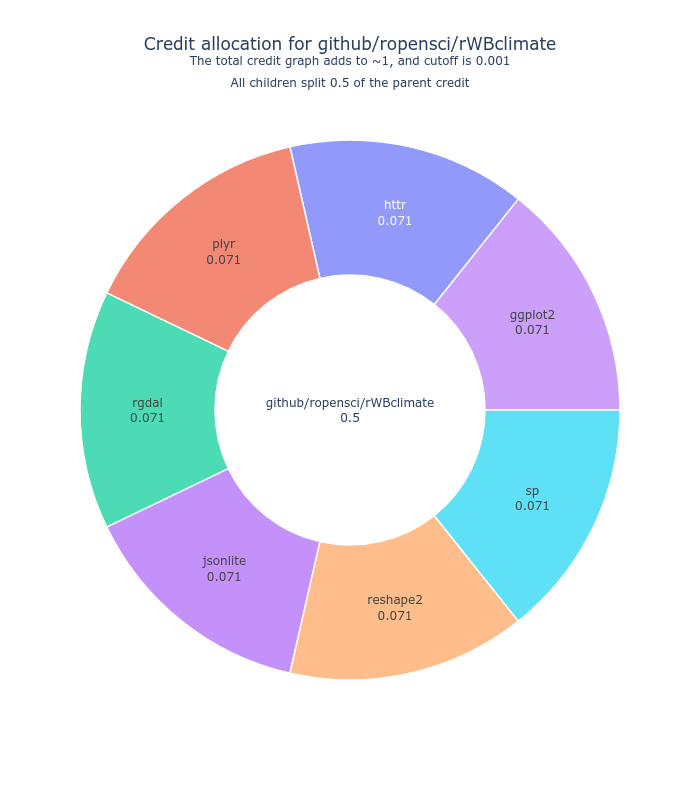 Credit allocation for github/ropensci/rWBclimate
The total credit graph adds to ~1, and cutoff is 0.001
All children split 0.5 of the parent credit
httr
0.071
plyr
0.071
ggplot2
0.071
rgdal
0.071
github/ropensci/rWBclimate
0.5
sp
0.071
jsonlite
0.071
reshape2
0.071